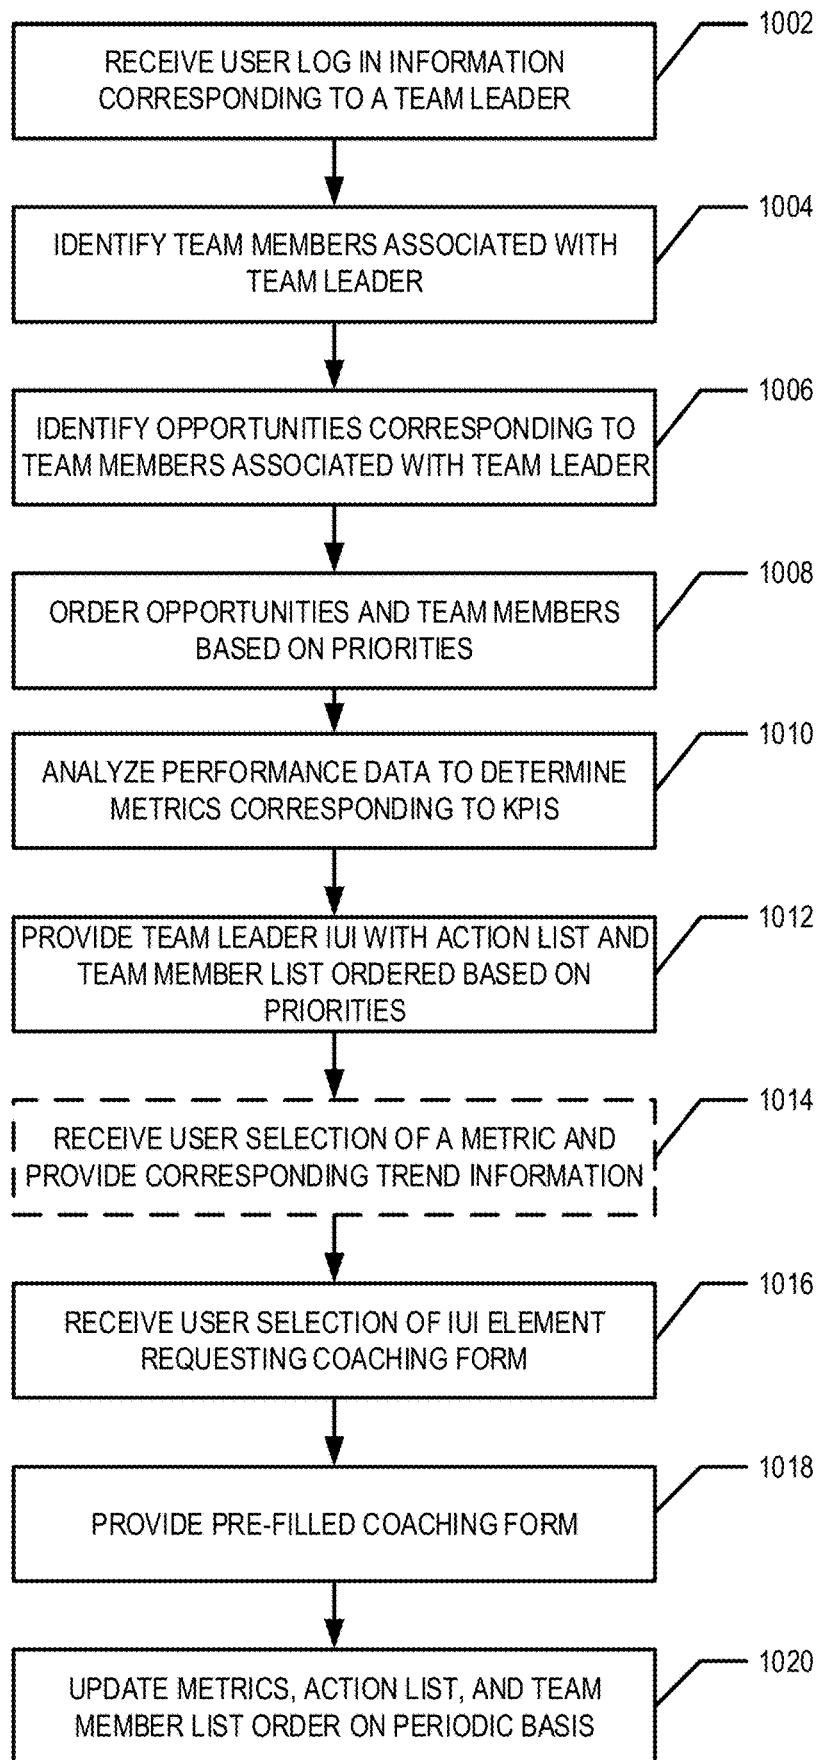 1002
RECEIVE USER LOG IN INFORMATION
CORRESPONDING TO A TEAM LEADER
1004
IDENTIFY TEAM MEMBERS ASSOCIATED WITH
TEAM LEADER
1006
IDENTIFY OPPORTUNITIES CORRESPONDING TO
TEAM MEMBERS ASSOCIATED WITH TEAM LEADER
1008
ORDER OPPORTUNITIES AND TEAM MEMBERS
BASED ON PRIORITIES
1010
ANALYZE PERFORMANCE DATA TO DETERMINE
METRICS CORRESPONDING TO KPIS
1012
PROVIDE TEAM LEADER IUI WITH ACTION LIST AND
TEAM MEMBER LIST ORDERED BASED ON
PRIORITIES
1014
RECEIVE USER SELECTION OF A METRIC AND
PROVIDE CORRESPONDING TREND INFORMATION
1016
RECEIVE USER SELECTION OF IUI ELEMENT
REQUESTING COACHING FORM
1018
PROVIDE PRE-FILLED COACHING FORM
1020
UPDATE METRICS, ACTION LIST, AND TEAM
MEMBER LIST ORDER ON PERIODIC BASIS